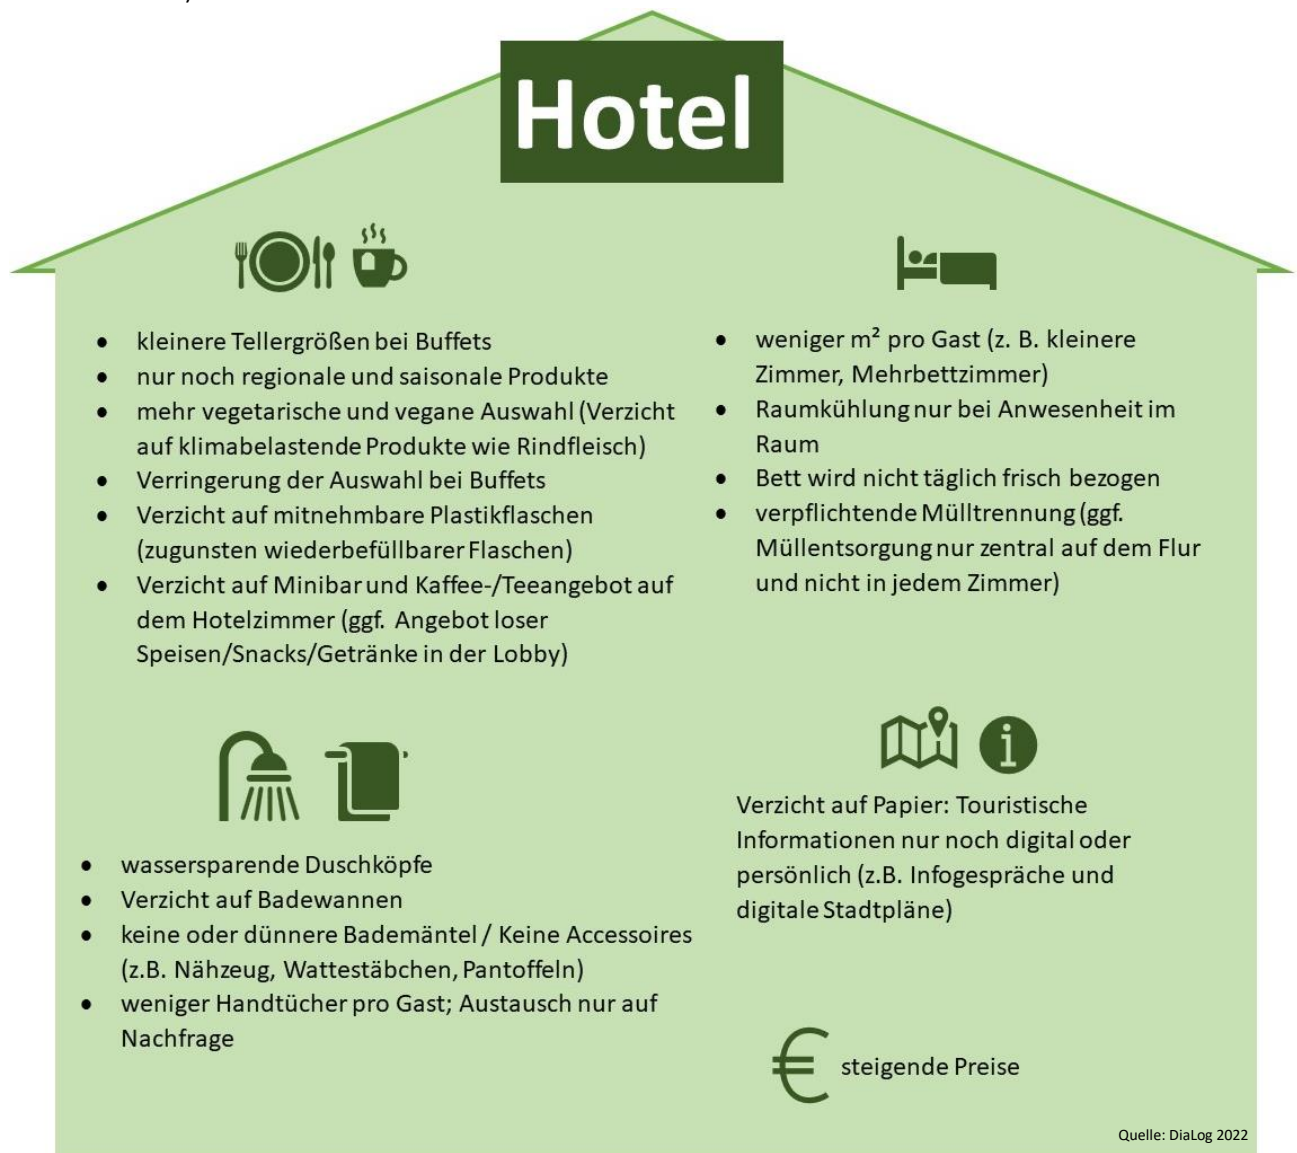 Hotel
• kleinere Tellergrößen bei Buffets
• nur noch regionale und saisonale Produkte
• mehr vegetarische und vegane Auswahl (Verzicht
auf klimabelastende Produkte wie Rindfleisch)
• Verringerung der Auswahl bei Buffets
• Verzicht auf mitnehmbare Plastikflaschen
(zugunsten wiederbefüllbarer Flaschen)
• Verzicht auf Minibar und Kaffee-/Teeangebot auf
dem Hotelzimmer (ggf. Angebot loser
Speisen/Snacks/Getränke in der Lobby)
• weniger m² pro Gast (z. B. kleinere
Zimmer, Mehrbettzimmer)
• Raumkühlung nur bei Anwesenheit im
Raum
• Bett wird nicht täglich frisch bezogen
• verpflichtende Mülltrennung (ggf.
Müllentsorgung nur zentral auf dem Flur
und nicht in jedem Zimmer)
• wassersparende Duschköpfe
• Verzicht auf Badewannen
• keine oder dünnere Bademäntel / Keine Accessoires
(z.B. Nähzeug, Wattestäbchen, Pantoffeln)
• weniger Handtücher pro Gast; Austausch nur auf
Nachfrage
i
Verzicht auf Papier: Touristische
Informationen nur noch digital oder
persönlich (z.B. Infogespräche und
digitale Stadtpläne)
€ steigende Preise
Quelle: DiaLog 2022